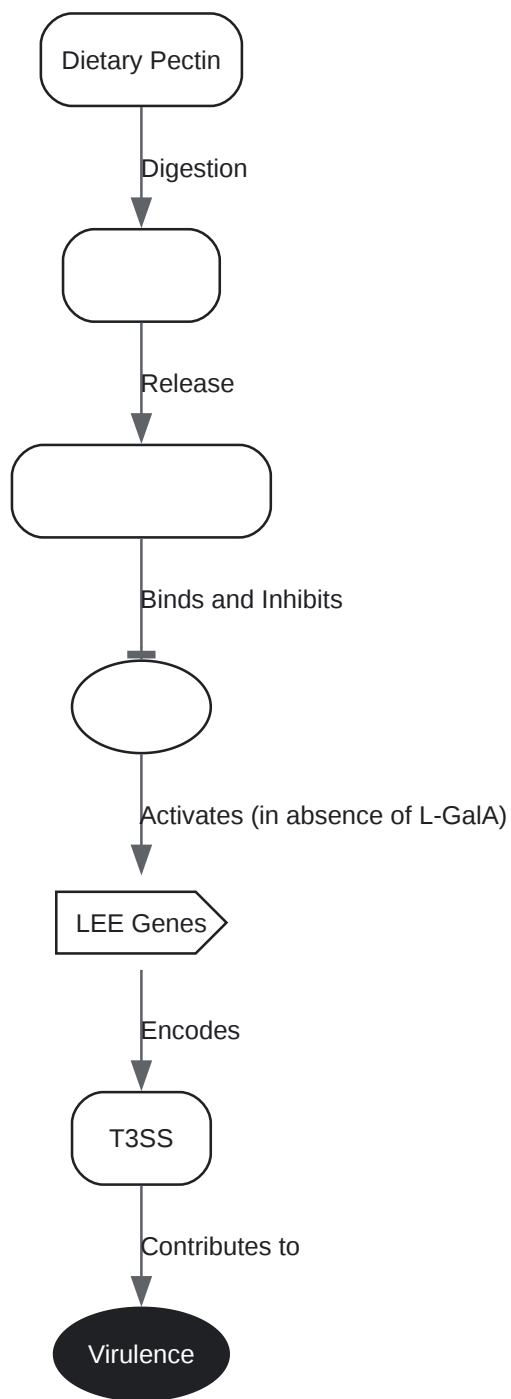 Dietary Pectin
Digestion
Release
Binds and Inhibits
Activates (in absence of L-GalA)
LEE Genes
Encodes
T3SS
Contributes to
Virulence